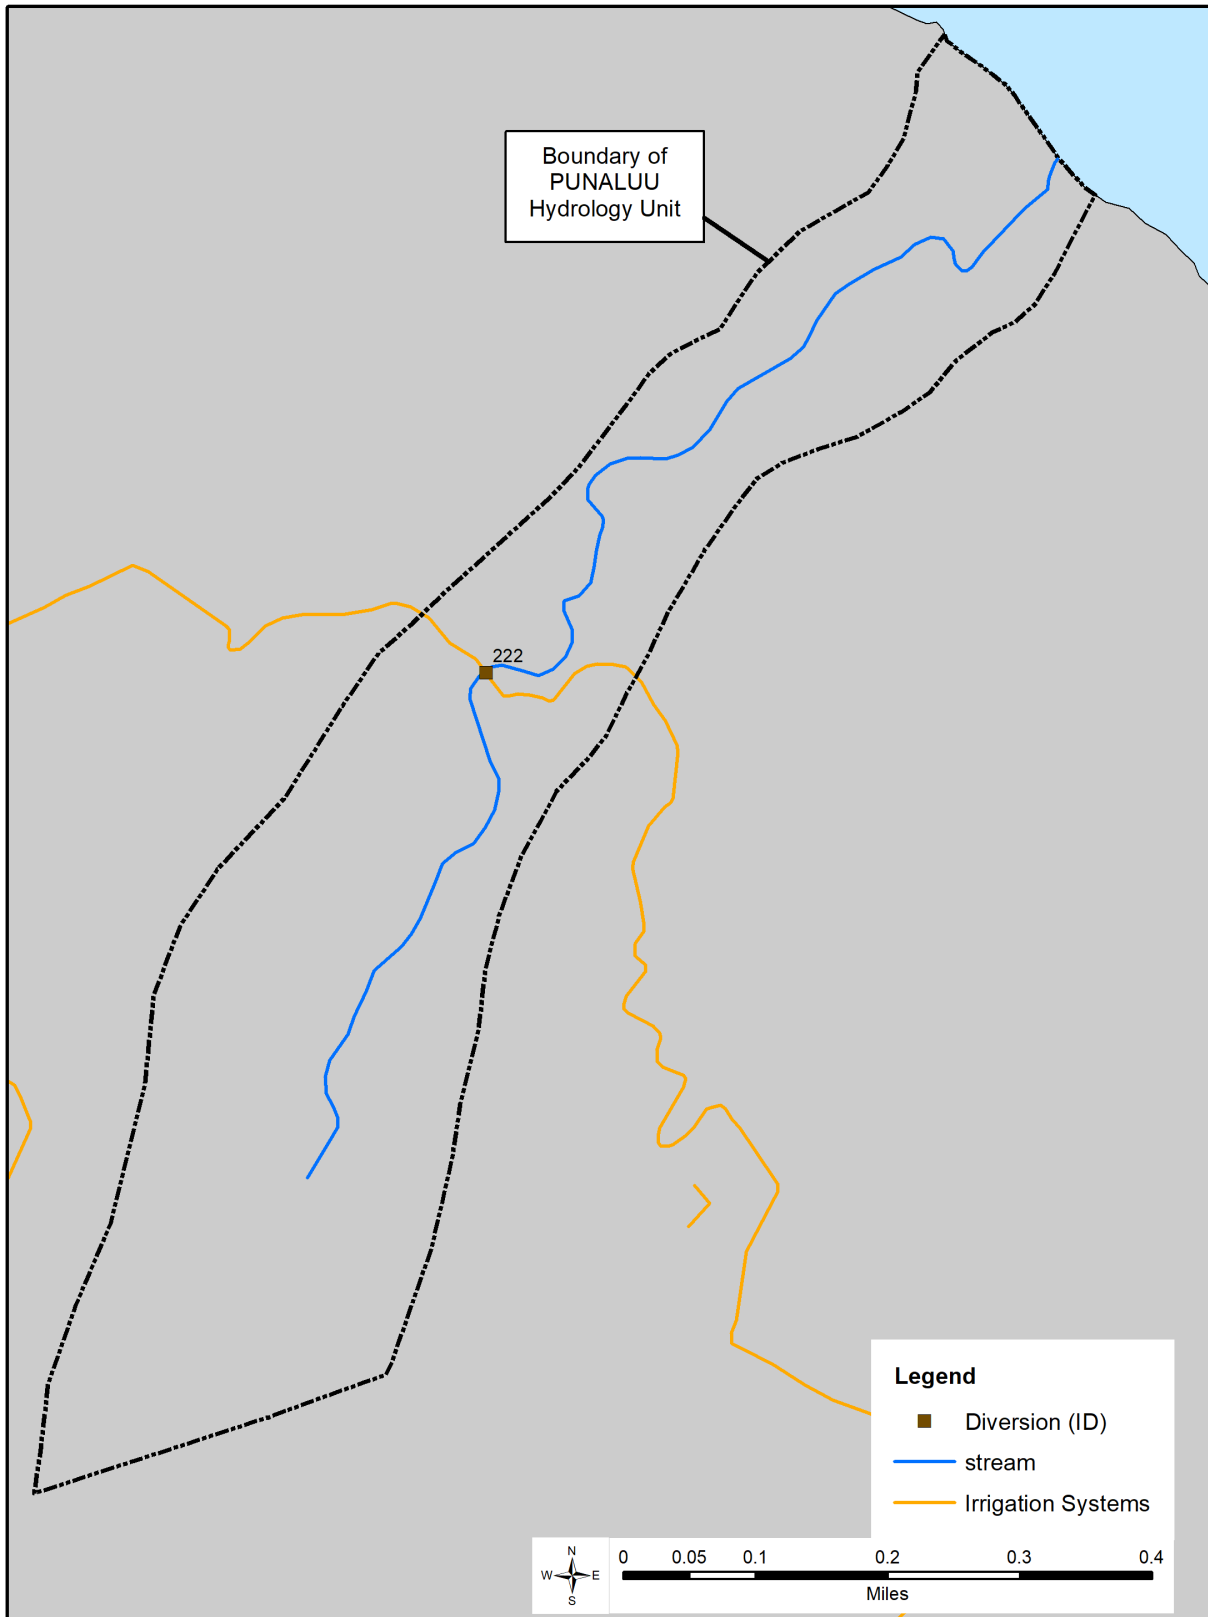 Boundary of
PUNALUU
Hydrology Unit
222
Legend
Diversion (ID)
stream
Irrigation Systems
N
W E
S
0 0.05 0.1 0.2 0.3 0.4
Miles